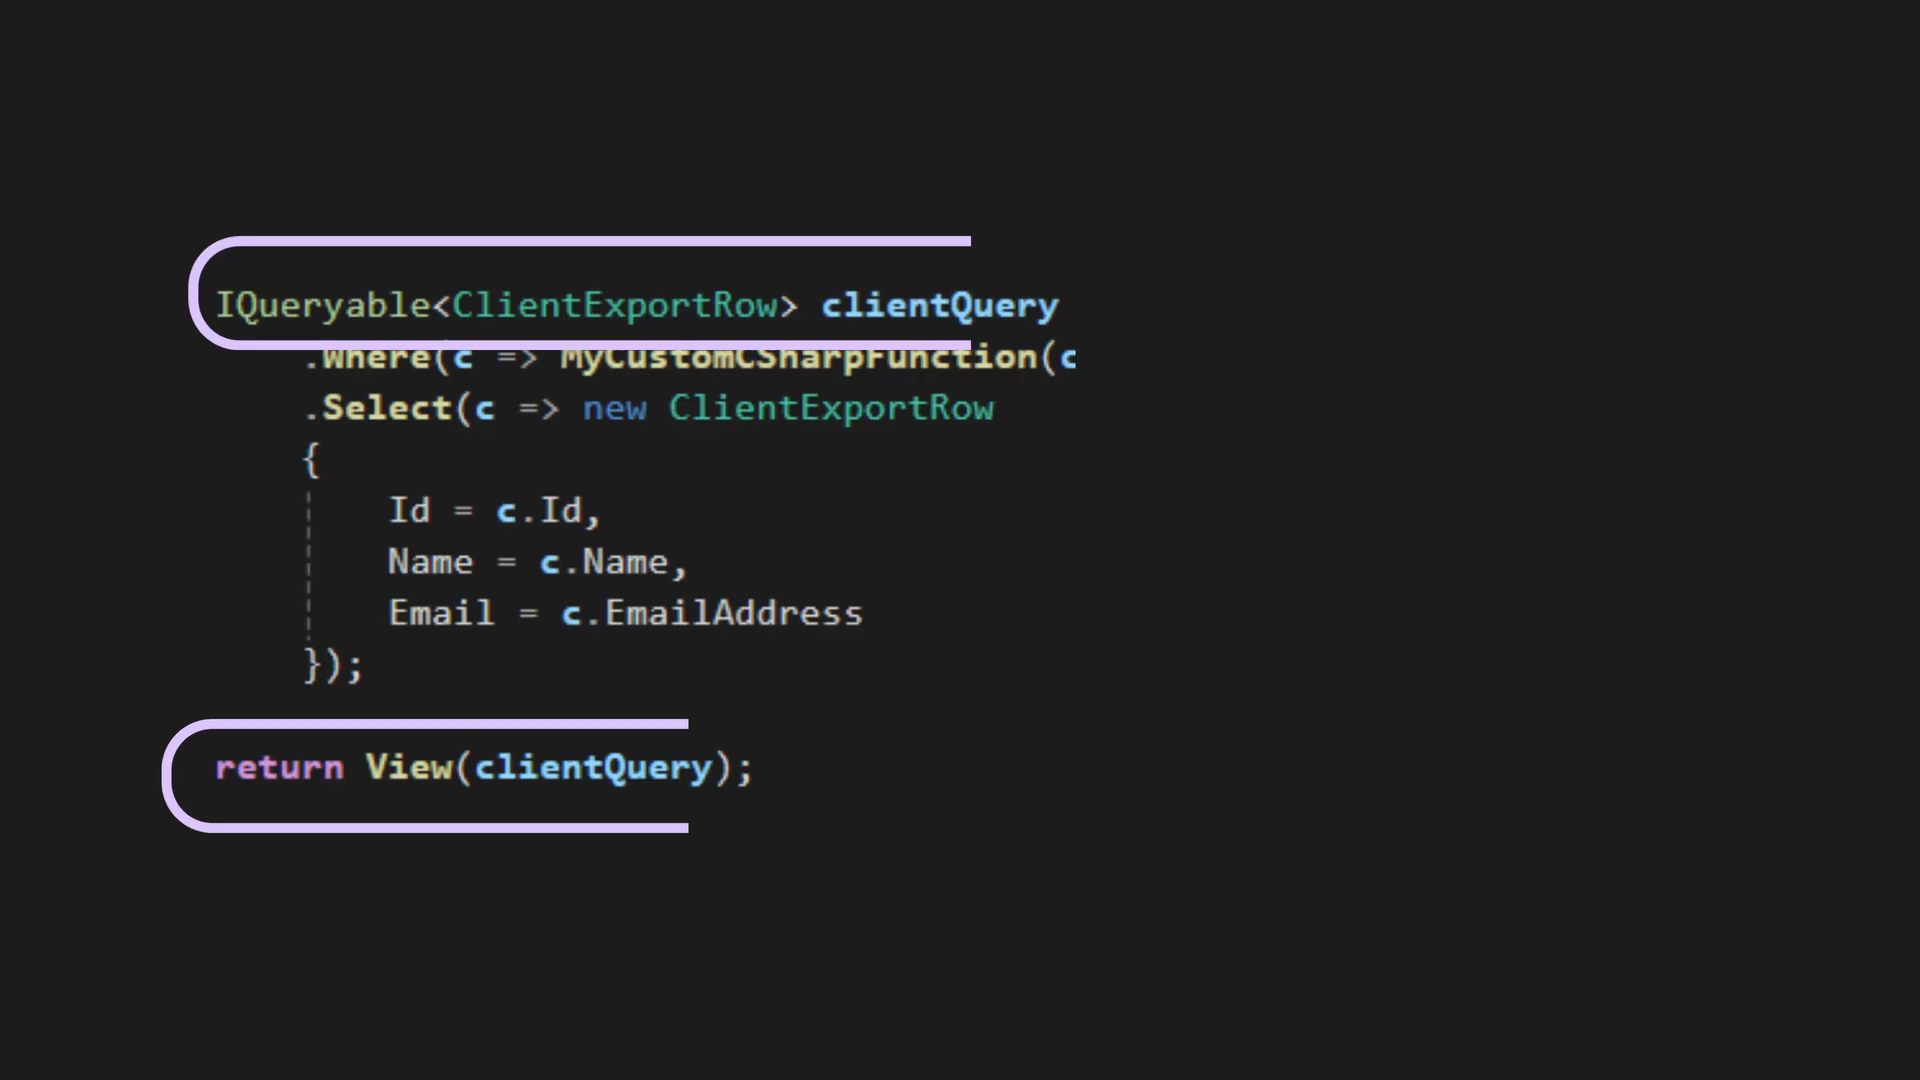 IQueryable<ClientExportRow> clientQuery
.Where(c => MyCustomCSharpFunction(c
.Select(c => new ClientExportRow
{
Id = c.Id,
Name = c.Name,
Email = c.EmailAddress
});
return View(clientQuery);